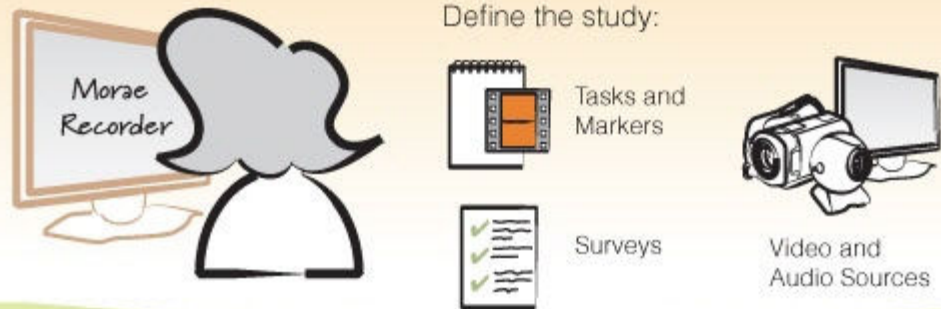 Define the study:
Morae
Recorder
Tasks and
Markers
Surveys
Video and
Audio Sources